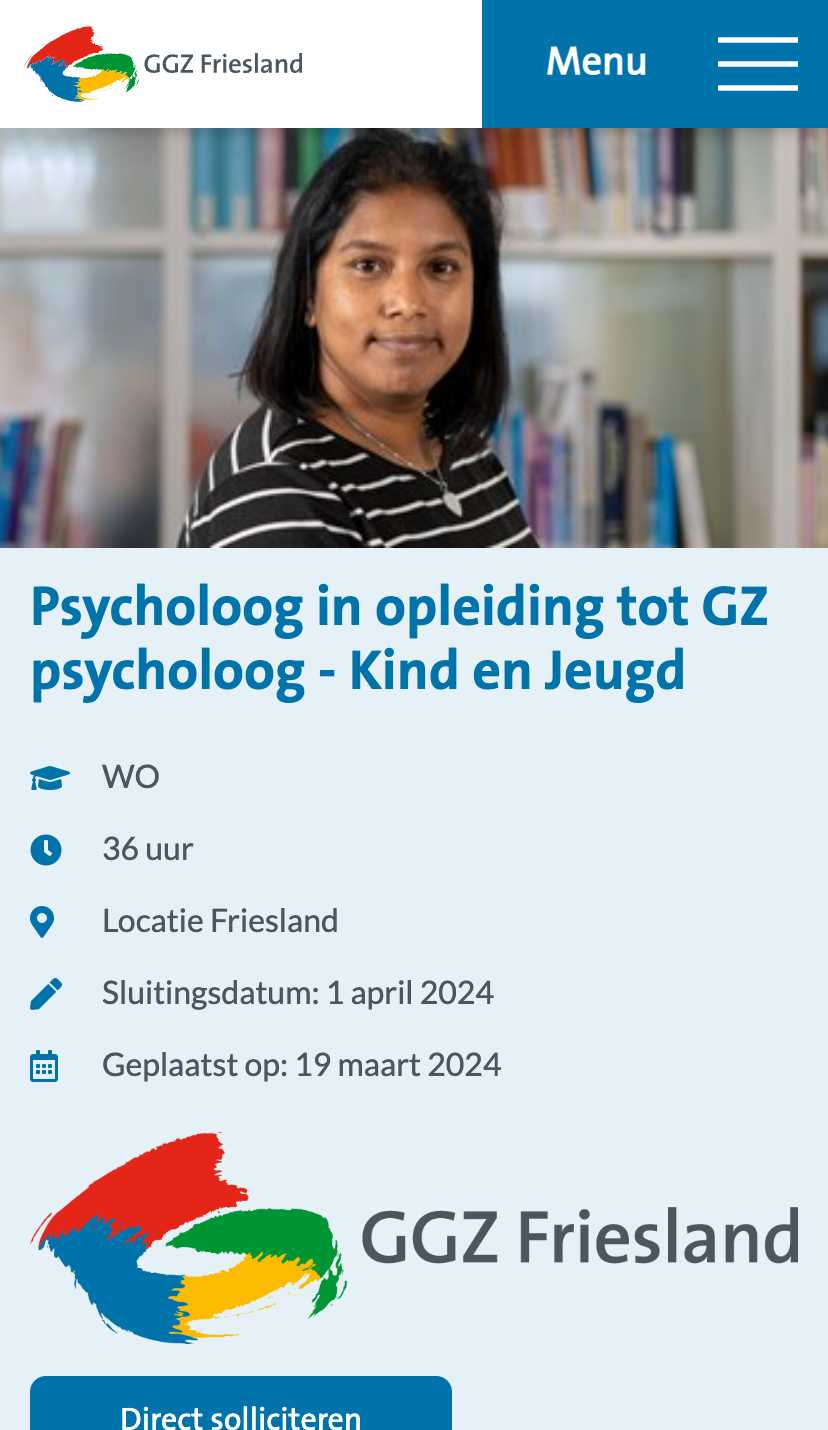 GGZ Friesland
Menu
Psycholoog in opleiding tot GZ
psycholoog - Kind en Jeugd
WO
36 uur
Locatie Friesland
Sluitingsdatum: 1 april 2024
Geplaatst op: 19 maart 2024
GGZ Friesland
Direct solliciteren